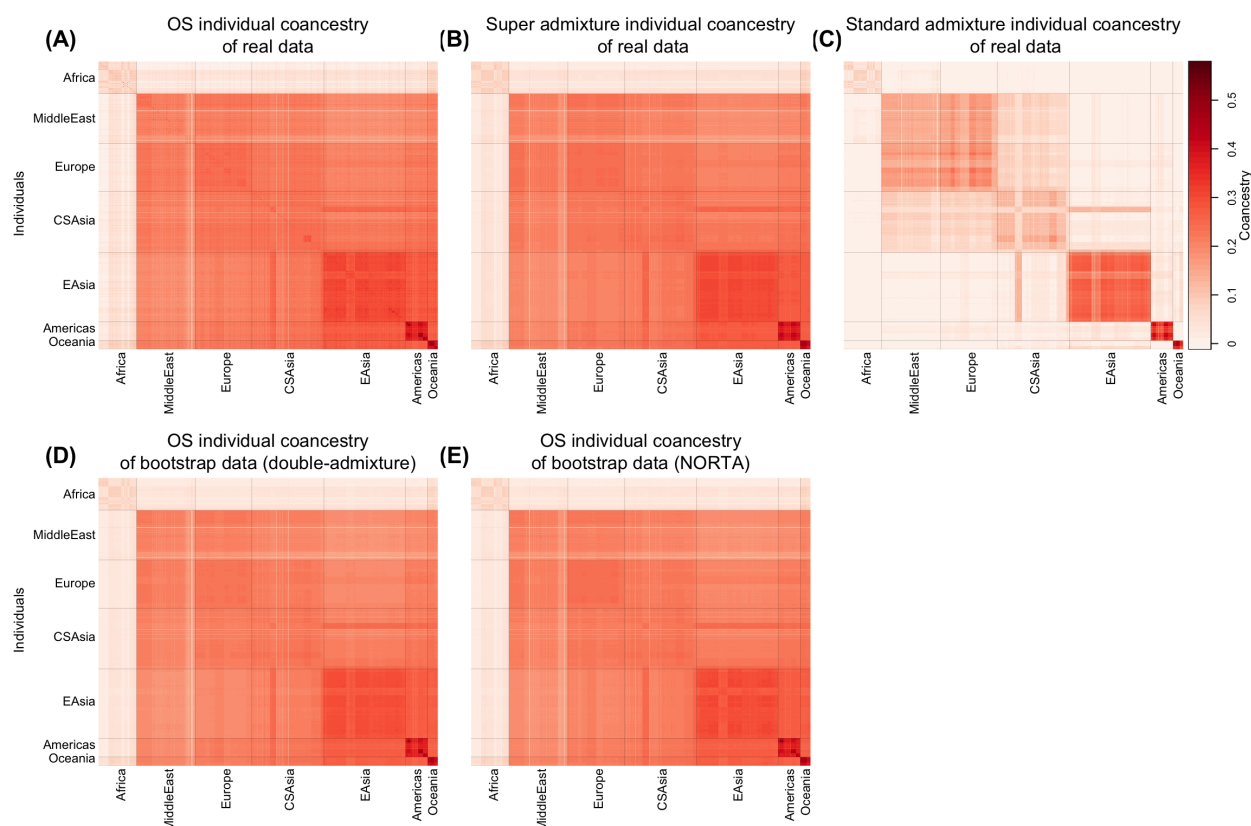 (A)
OS individual coancestry
of real data
(B)
Super admixture individual coancestry
of real data
(C)
Standard admixture individual coancestry
of real data
Individuals
Africa
MiddleEast
Europe
CSAsia
EAsia
Americas
Oceania
Africa
MiddleEast
Europe
CSAsia
EAsia
Americas
Oceania
Africa
MiddleEast
Europe
CSAsia
EAsia
Americas
Oceania
Africa
MiddleEast
Europe
CSAsia
EAsia
Americas
Oceania
0.5
0.4
0.3
0.2
0.1
0
Coancestry
(D)
OS individual coancestry
of bootstrap data (double-admixture)
(E)
OS individual coancestry
of bootstrap data (NORTA)
Individuals
Africa
MiddleEast
Europe
CSAsia
EAsia
Americas
Oceania
Africa
MiddleEast
Europe
CSAsia
EAsia
Americas
Oceania
Africa
MiddleEast
Europe
CSAsia
EAsia
Americas
Oceania